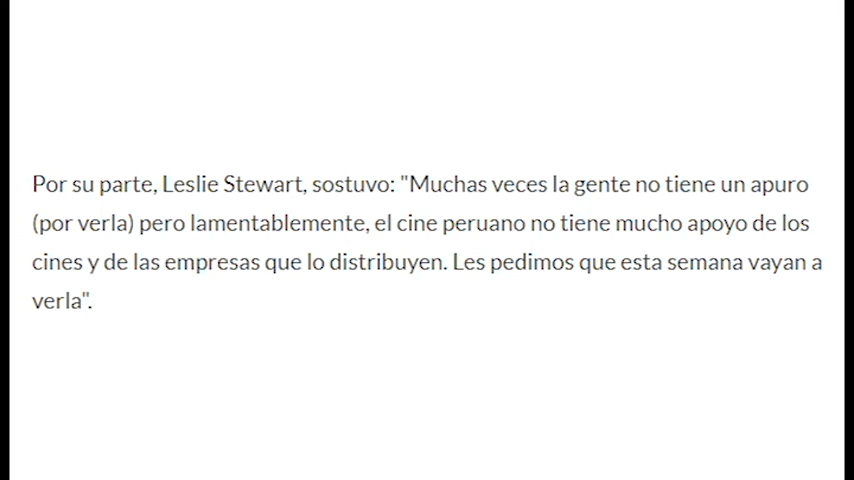 Por su parte, Leslie Stewart, sostuvo: "Muchas veces la gente no tiene un apuro
(por verla) pero lamentablemente, el cine peruano no tiene mucho apoyo de los
cines y de las empresas que lo distribuyen. Les pedimos que esta semana vayan a
verla".